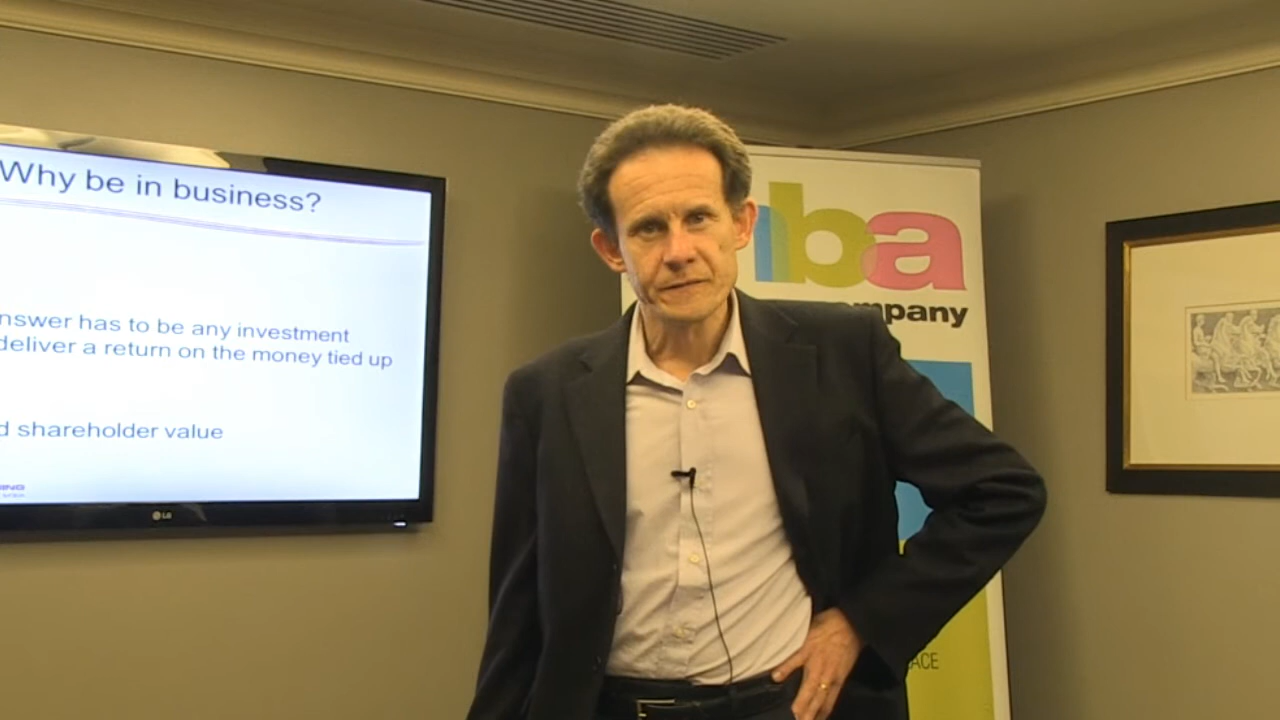 Why be in business?
nswer has to be any investment
deliver a return on the money tied up
d shareholder value
LG
ba
mpany
ACE